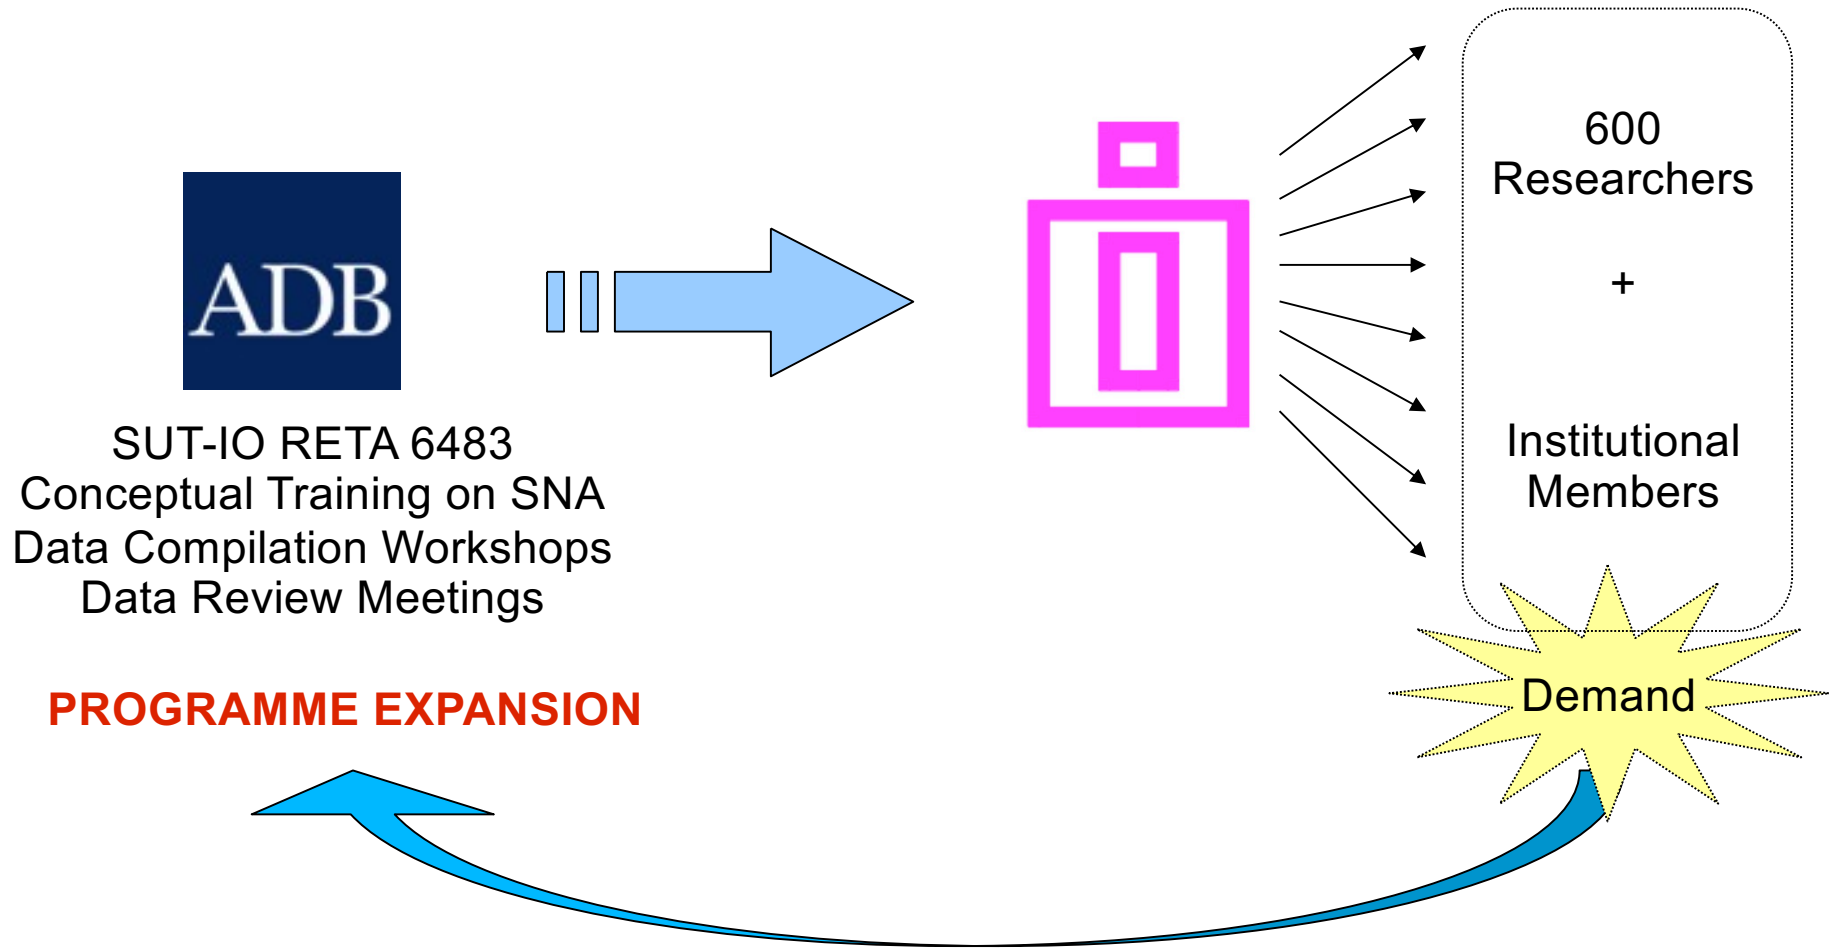 ADB
SUT-IO RETA 6483
Conceptual Training on SNA
Data Compilation Workshops
Data Review Meetings
PROGRAMME EXPANSION
600
Researchers
+
Institutional
Members
Demand